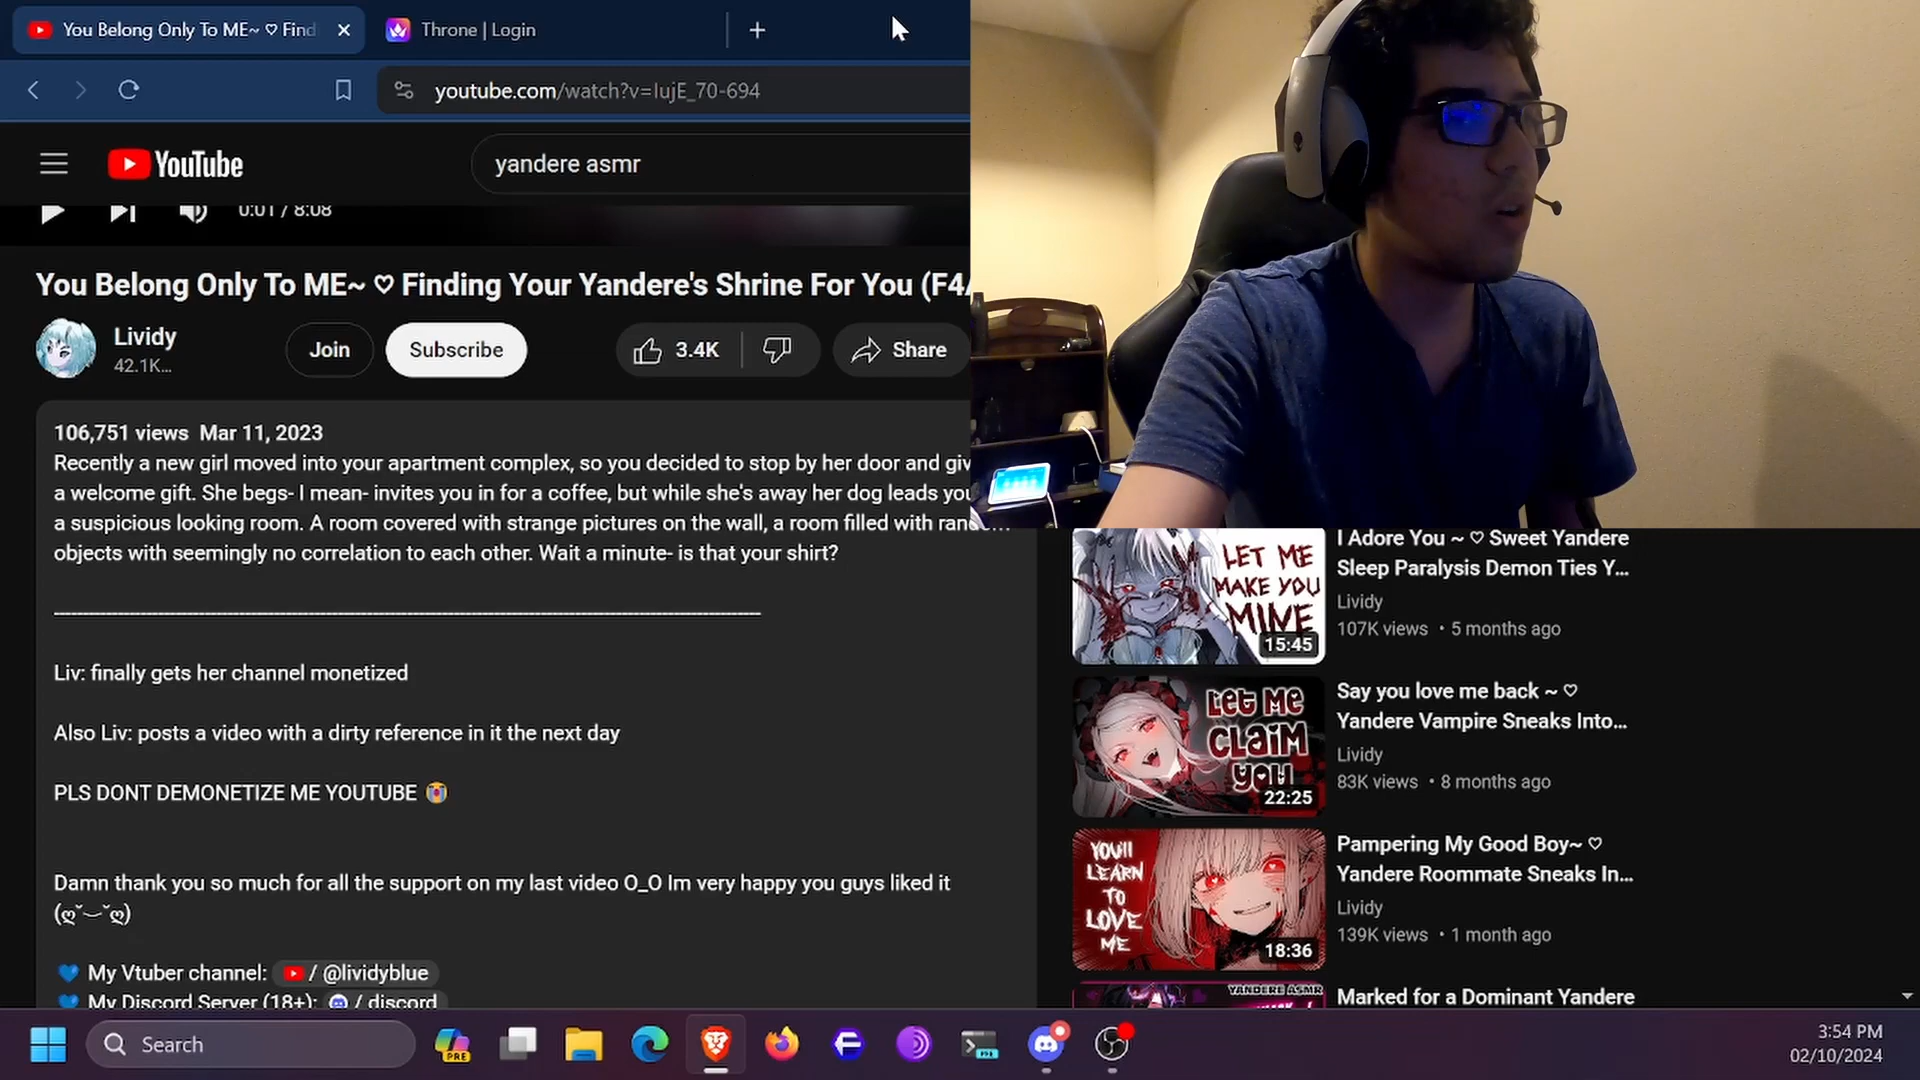 You Belong Only To ME~ ♡ Find
Throne | Login
youtube.com/watch?v=IujE_70-694
YouTube
yandere asmr
0:01 / 8:08
You Belong Only To ME~ ♡ Finding Your Yandere's Shrine For You (F4
Lividy
42.1K...
Join
Subscribe
3.4K
Share
106,751 views Mar 11, 2023
Recently a new girl moved into your apartment complex, so you decided to stop by her door and giv
a welcome gift. She begs- I mean- invites you in for a coffee, but while she's away her dog leads you
a suspicious looking room. A room covered with strange pictures on the wall, a room filled with
objects with seemingly no correlation to each other. Wait a minute- is that your shirt?
Liv: finally gets her channel monetized
Also Liv: posts a video with a dirty reference in it the next day
PLS DONT DEMONETIZE ME YOUTUBE 😭
Damn thank you so much for all the support on my last video O_O Im very happy you guys liked it
(ღ˘⌣˘ღ)
💙 My Vtuber channel: / @lividyblue
💙 My Discord Server (18+): / discord
LET ME
MAKE YOU
MINE
15:45
I Adore You ~ ♡ Sweet Yandere
Sleep Paralysis Demon Ties Y...
Lividy
107K views • 5 months ago
LET ME
CLAIM
YOU
22:25
Say you love me back ~ ♡
Yandere Vampire Sneaks Into...
Lividy
83K views • 8 months ago
YOU'll
LEARN
TO
LOVE
ME
18:36
Pampering My Good Boy~ ♡
Yandere Roommate Sneaks In...
Lividy
139K views • 1 month ago
YANDERE ASMR
Marked for a Dominant Yandere
Search
PRE
3:54 PM
02/10/2024